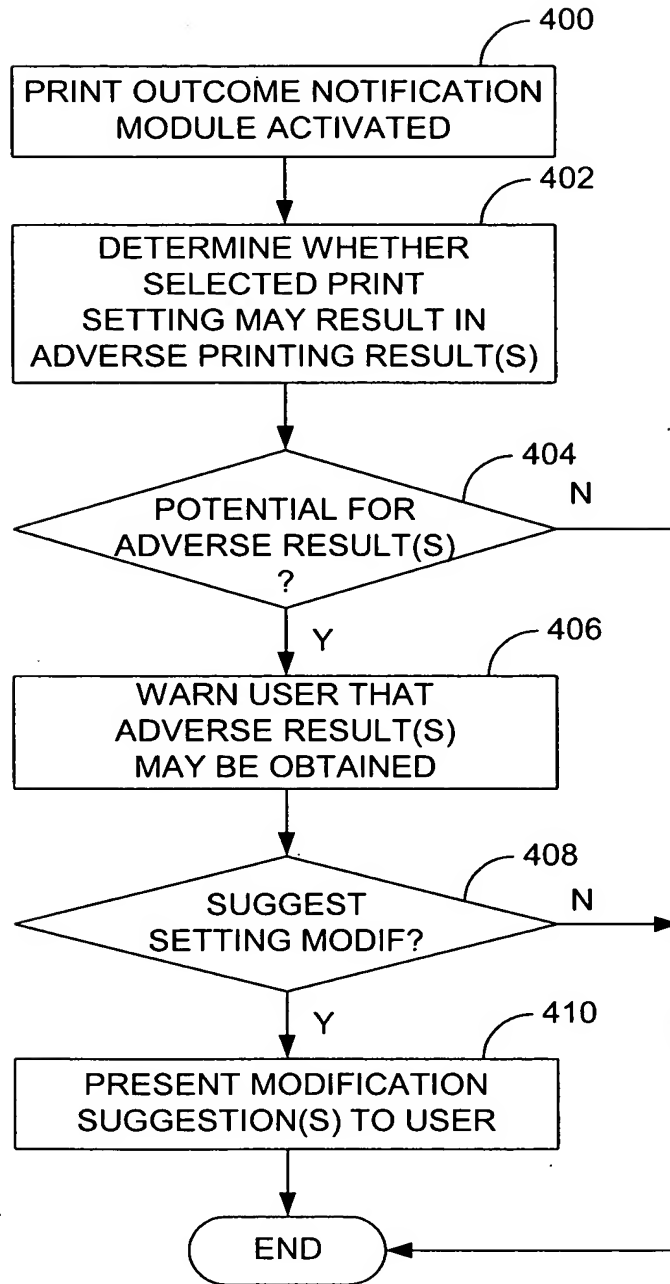 400
PRINT OUTCOME NOTIFICATION
MODULE ACTIVATED
402
DETERMINE WHETHER
SELECTED PRINT
SETTING MAY RESULT IN
ADVERSE PRINTING RESULT(S)
404
N
POTENTIAL FOR
ADVERSE RESULT(S)
?
Y
406
WARN USER THAT
ADVERSE RESULT(S)
MAY BE OBTAINED
408
N
SUGGEST
SETTING MODIF?
Y
410
PRESENT MODIFICATION
SUGGESTION(S) TO USER
END